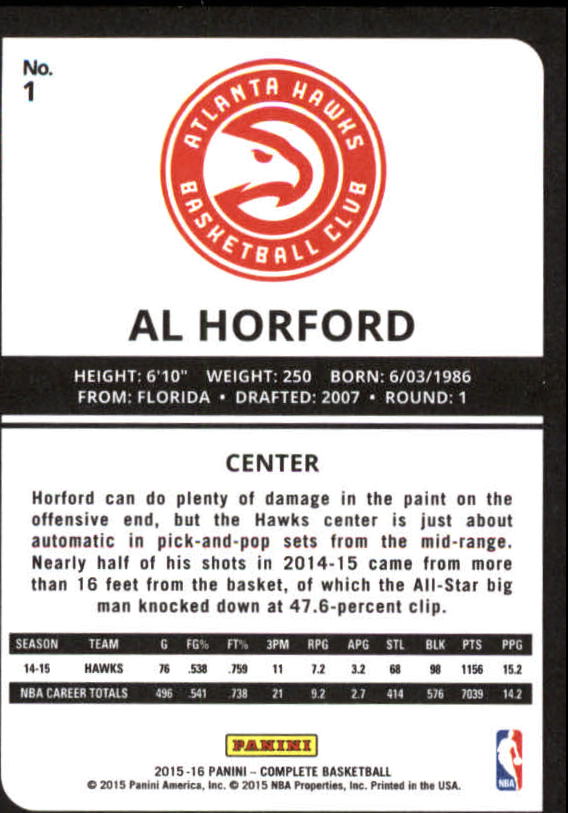 No.
1
ATLANTA HAWKS
BASKETBALL CLUB
AL HORFORD
HEIGHT: 6'10" WEIGHT: 250 BORN: 6/03/1986
FROM: FLORIDA • DRAFTED: 2007 • ROUND: 1
CENTER
Horford can do plenty of damage in the paint on the
offensive end, but the Hawks center is just about
automatic in pick-and-pop sets from the mid-range.
Nearly half of his shots in 2014-15 came from more
than 16 feet from the basket, of which the All-Star big
man knocked down at 47.6-percent clip.
SEASON TEAM G FG% FT% 3PM RPG APG STL BLK PTS PPG
14-15 HAWKS 76 .538 .759 11 7.2 3.2 68 98 1156 15.2
NBA CAREER TOTALS 496 .541 .738 21 9.2 2.7 414 576 7039 14.2
PANINI
2015-16 PANINI – COMPLETE BASKETBALL
© 2015 Panini America, Inc. © 2015 NBA Properties, Inc. Printed in the USA.
NBA